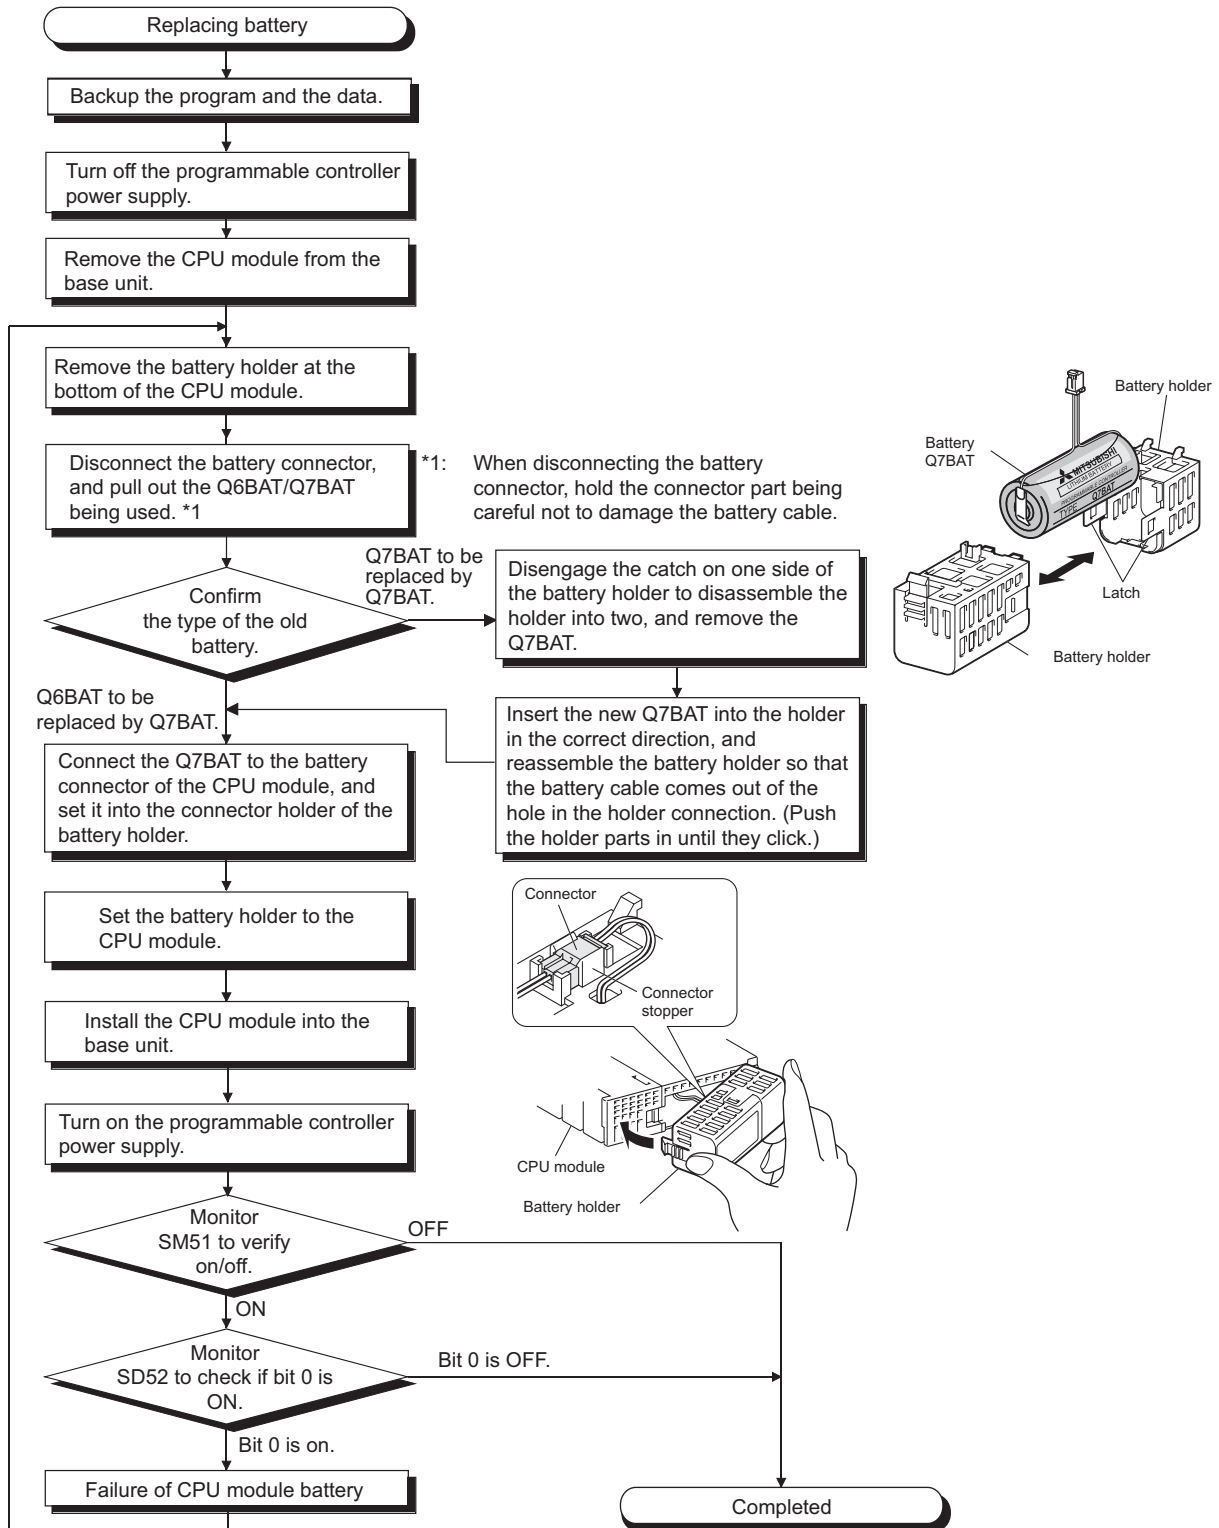 Replacing battery
Backup the program and the data.
Turn off the programmable controller
power supply.
Remove the CPU module from the
base unit.
Remove the battery holder at the
bottom of the CPU module.
Disconnect the battery connector,
and pull out the Q6BAT/Q7BAT
being used. *1
*1: When disconnecting the battery
connector, hold the connector part being
careful not to damage the battery cable.
Battery holder
Battery
Q7BAT
MITSUBISHI
LITHIUM BATTERY
PROGRAMMABLE CONTROLLER
TYPE Q7BAT
Latch
Battery holder
Confirm
the type of the old
battery.
Q7BAT to be
replaced by
Q7BAT.
Disengage the catch on one side of
the battery holder to disassemble the
holder into two, and remove the
Q7BAT.
Q6BAT to be
replaced by Q7BAT.
Insert the new Q7BAT into the holder
in the correct direction, and
reassemble the battery holder so that
the battery cable comes out of the
hole in the holder connection. (Push
the holder parts in until they click.)
Connect the Q7BAT to the battery
connector of the CPU module, and
set it into the connector holder of the
battery holder.
Set the battery holder to the
CPU module.
Connector
Connector
stopper
CPU module
Battery holder
Install the CPU module into the
base unit.
Turn on the programmable controller
power supply.
Monitor
SM51 to verify
on/off.
OFF
ON
Monitor
SD52 to check if bit 0 is
ON.
Bit 0 is OFF.
Bit 0 is on.
Failure of CPU module battery
Completed